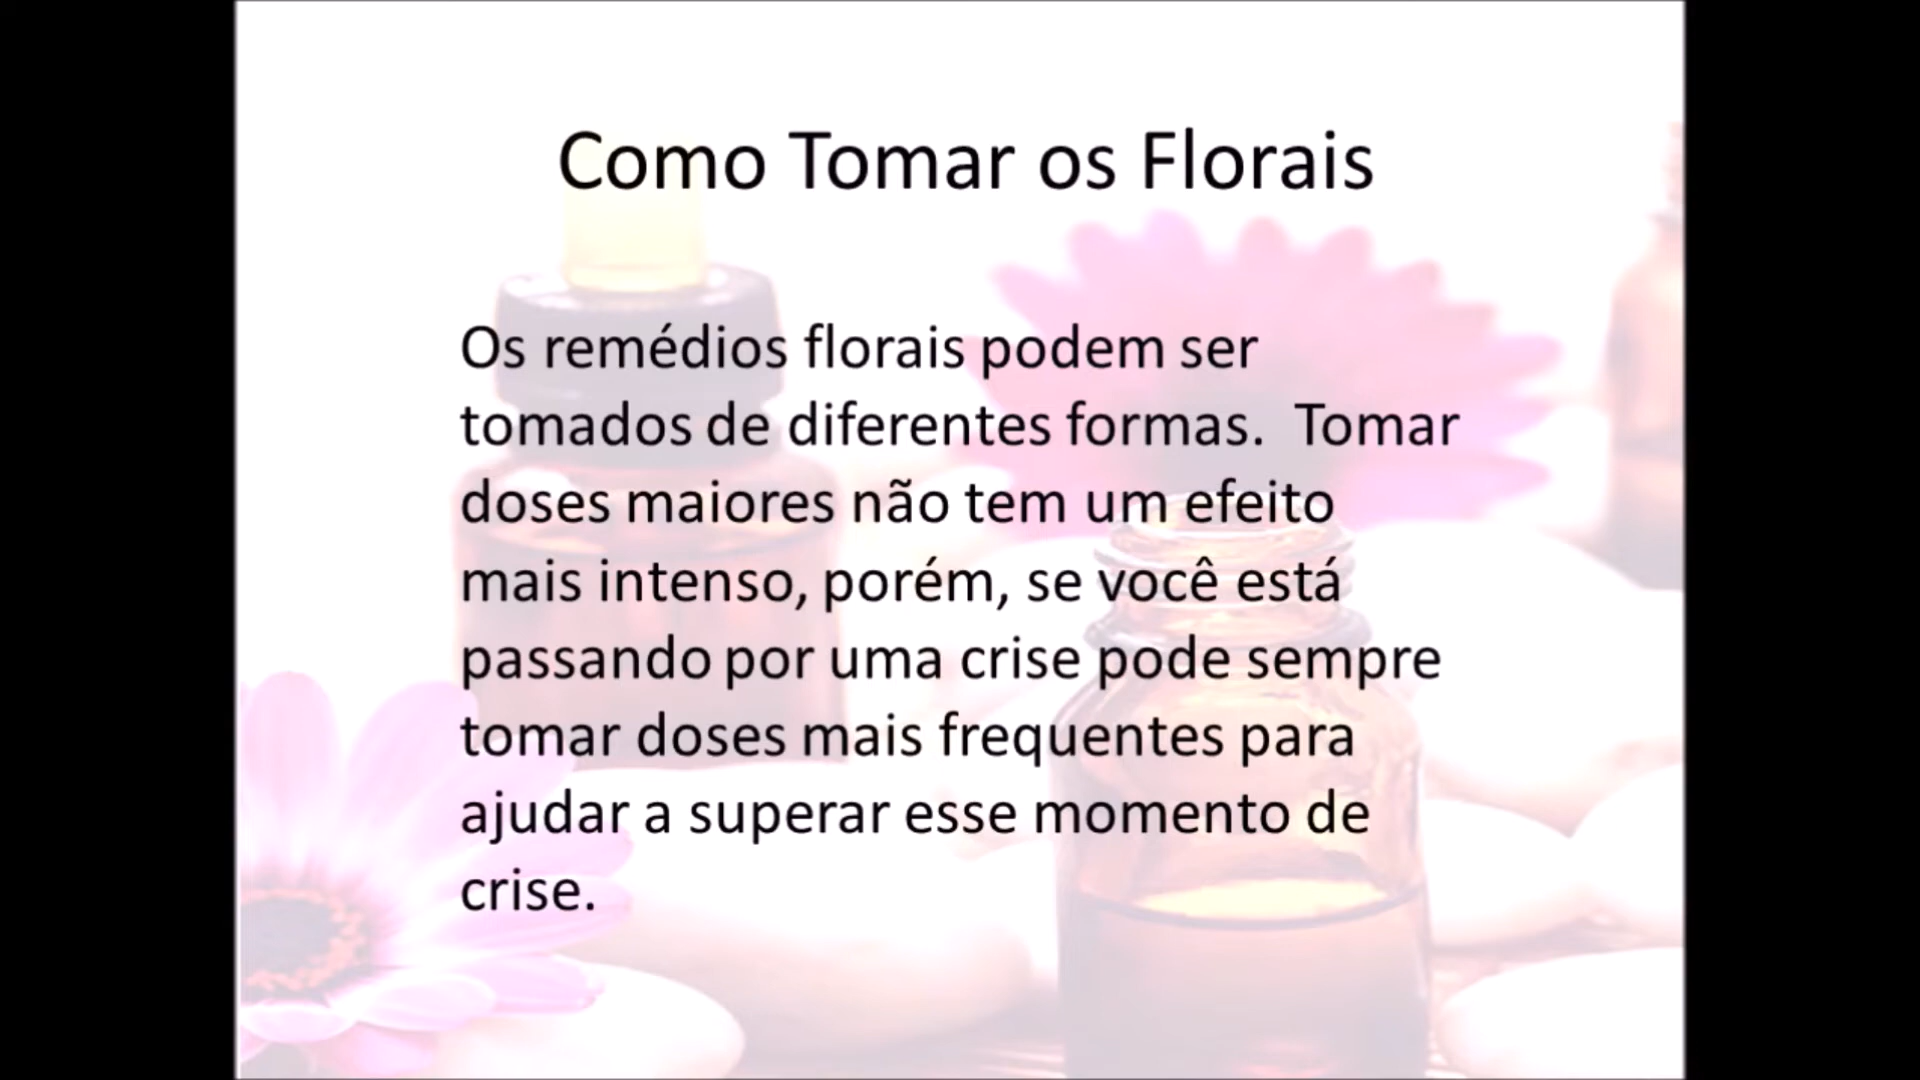 Como Tomar os Florais
Os remédios florais podem ser
tomados de diferentes formas.  Tomar
doses maiores não tem um efeito
mais intenso, porém, se você está
passando por uma crise pode sempre
tomar doses mais frequentes para
ajudar a superar esse momento de
crise.